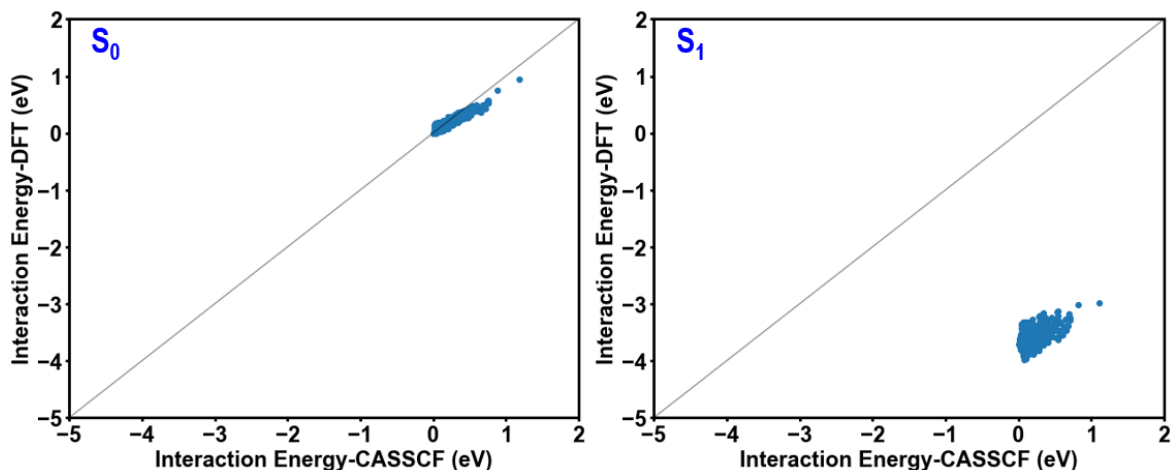 S₀
Interaction Energy-DFT (eV)
2
1
0
−1
−2
−3
−4
−5
−5 −4 −3 −2 −1 0 1 2
Interaction Energy-CASSCF (eV)
S₁
Interaction Energy-DFT (eV)
2
1
0
−1
−2
−3
−4
−5
−5 −4 −3 −2 −1 0 1 2
Interaction Energy-CASSCF (eV)